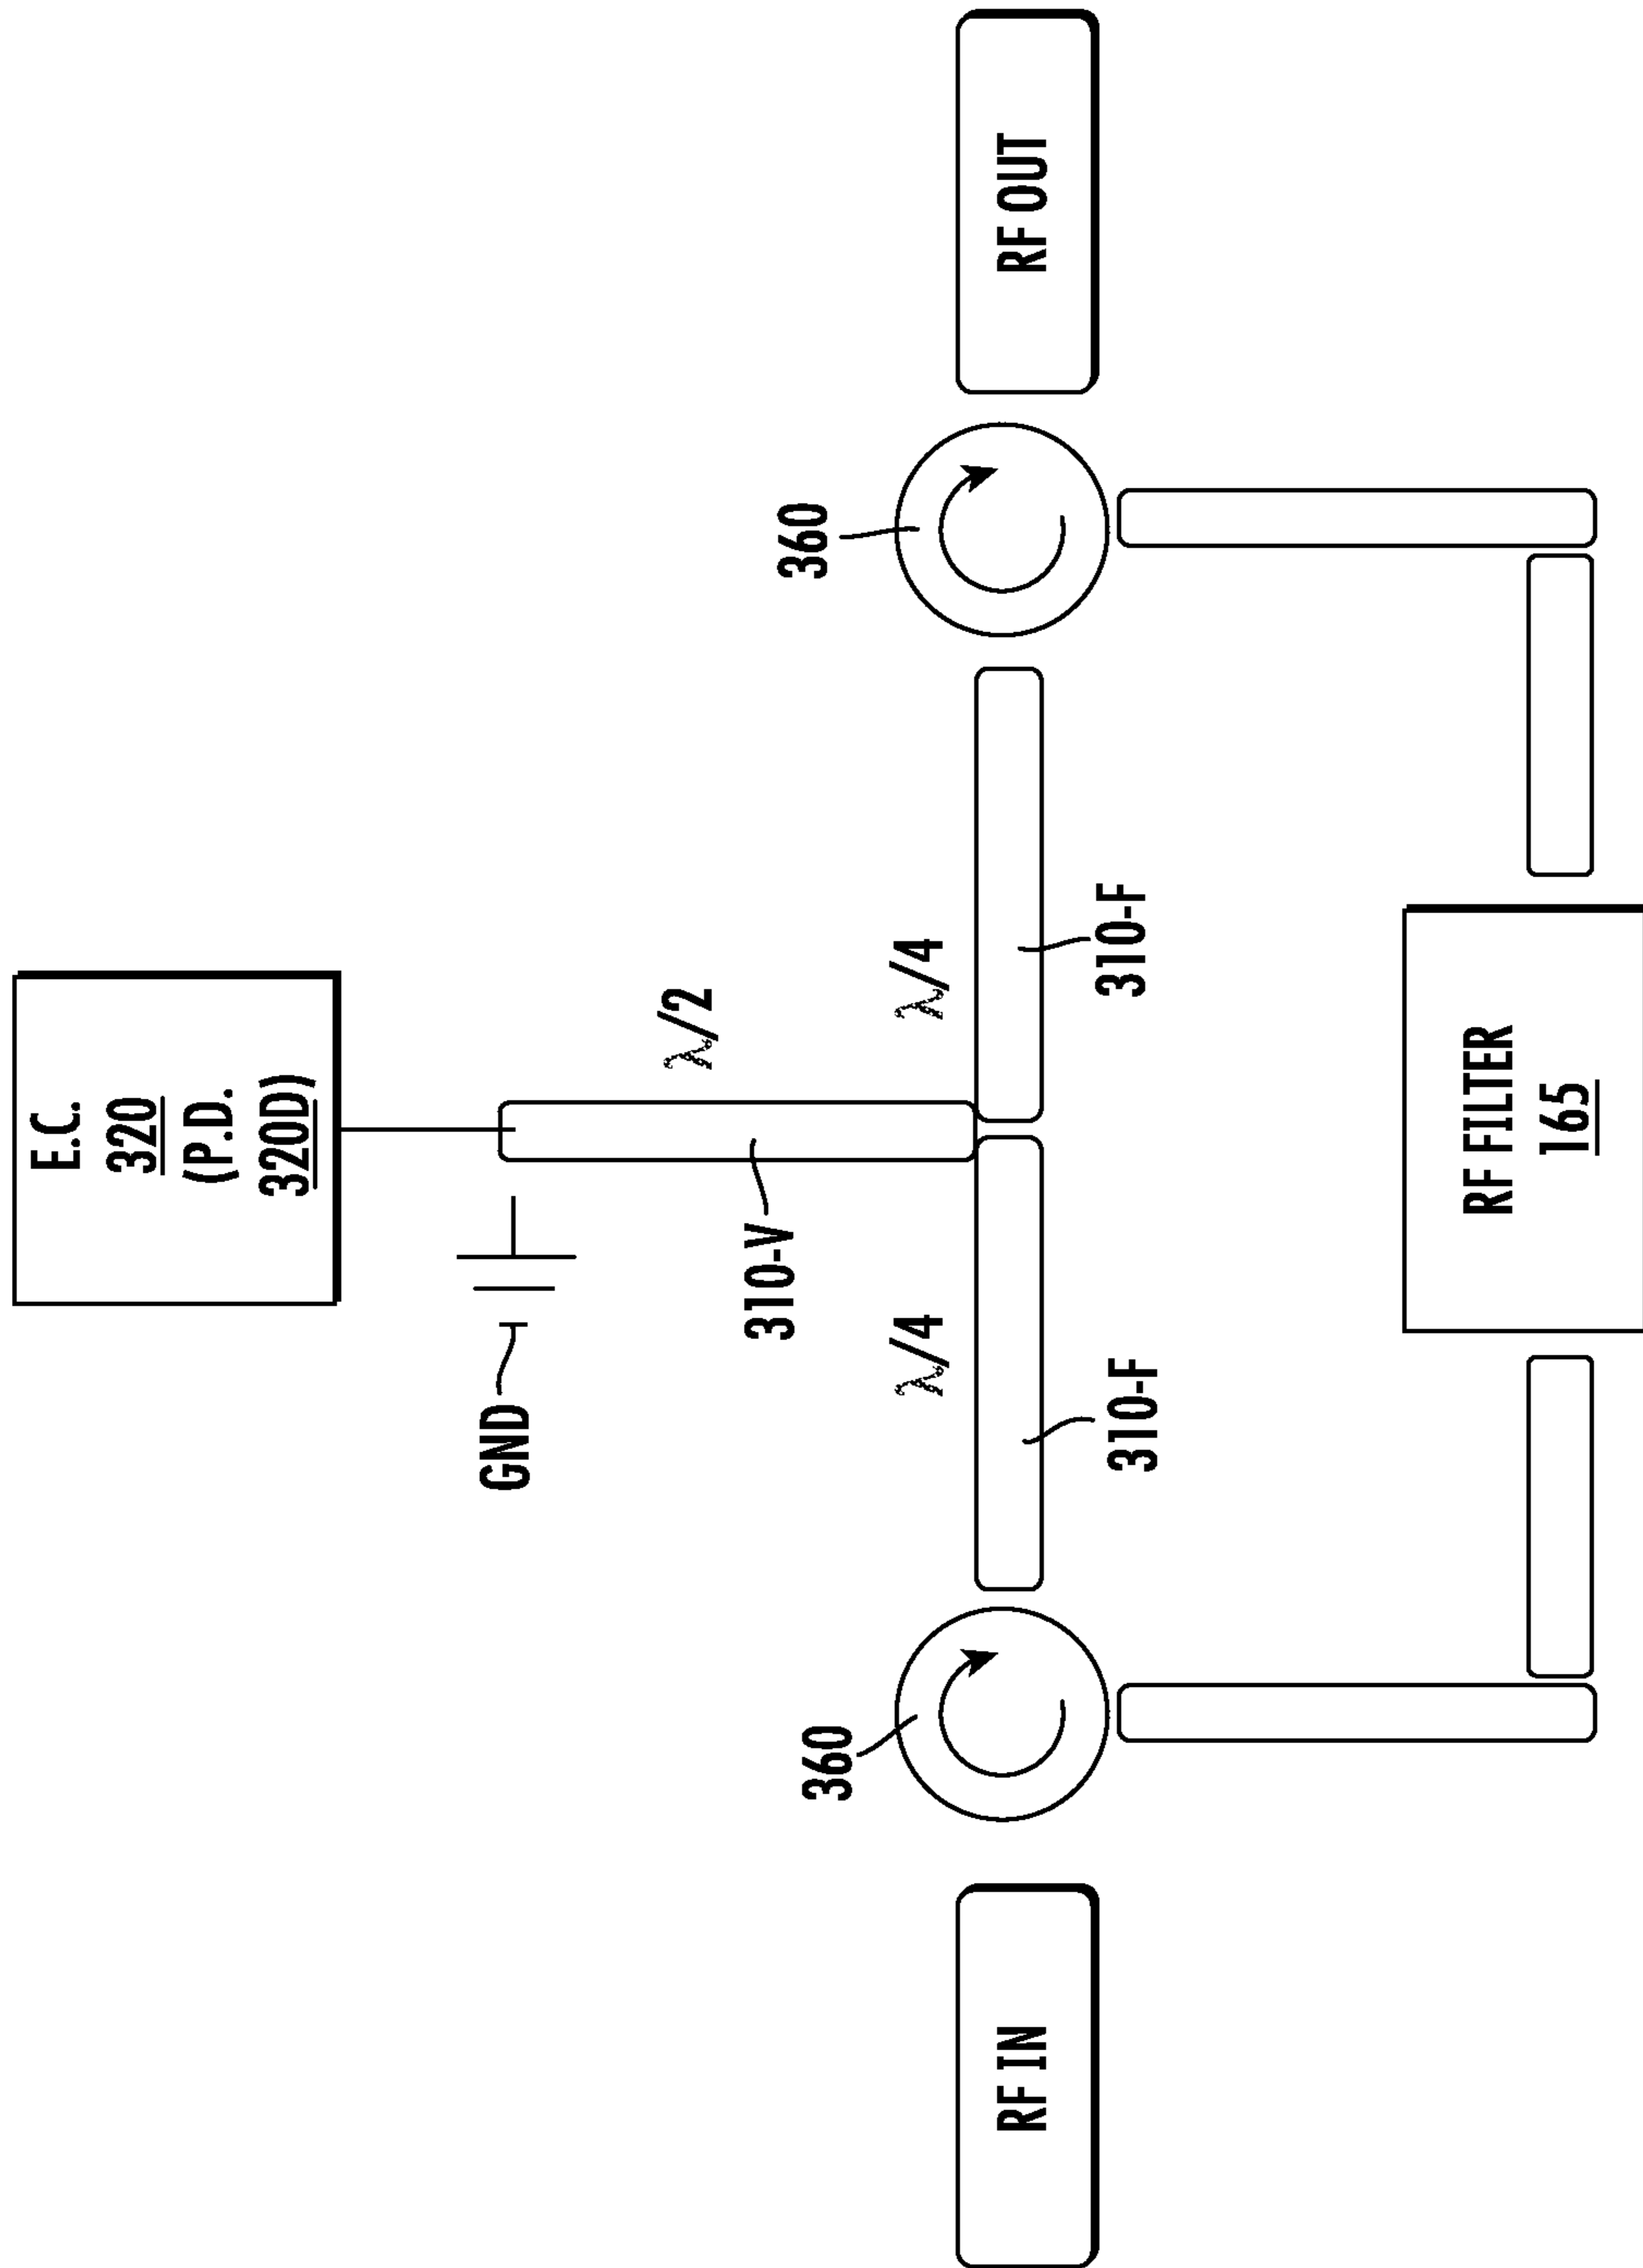 E.C.
320
(P.D.
320D)
GND
λ/2
310-V
360
360
λ/4
λ/4
RF IN
RF OUT
310-F
310-F
RF FILTER
165